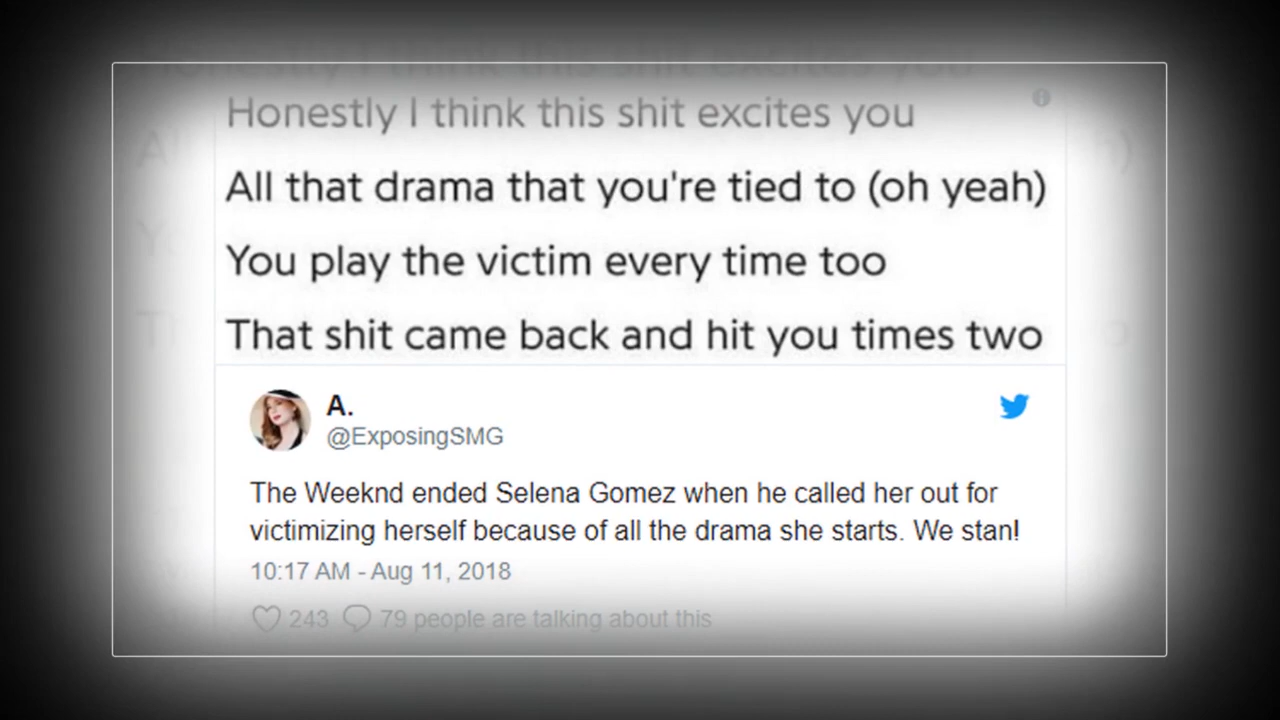 Honestly I think this shit excites you
All that drama that you're tied to (oh yeah)
You play the victim every time too
That shit came back and hit you times two
A.
@ExposingSMG
The Weeknd ended Selena Gomez when he called her out for
victimizing herself because of all the drama she starts. We stan!
10:17 AM - Aug 11, 2018
243 79 people are talking about this